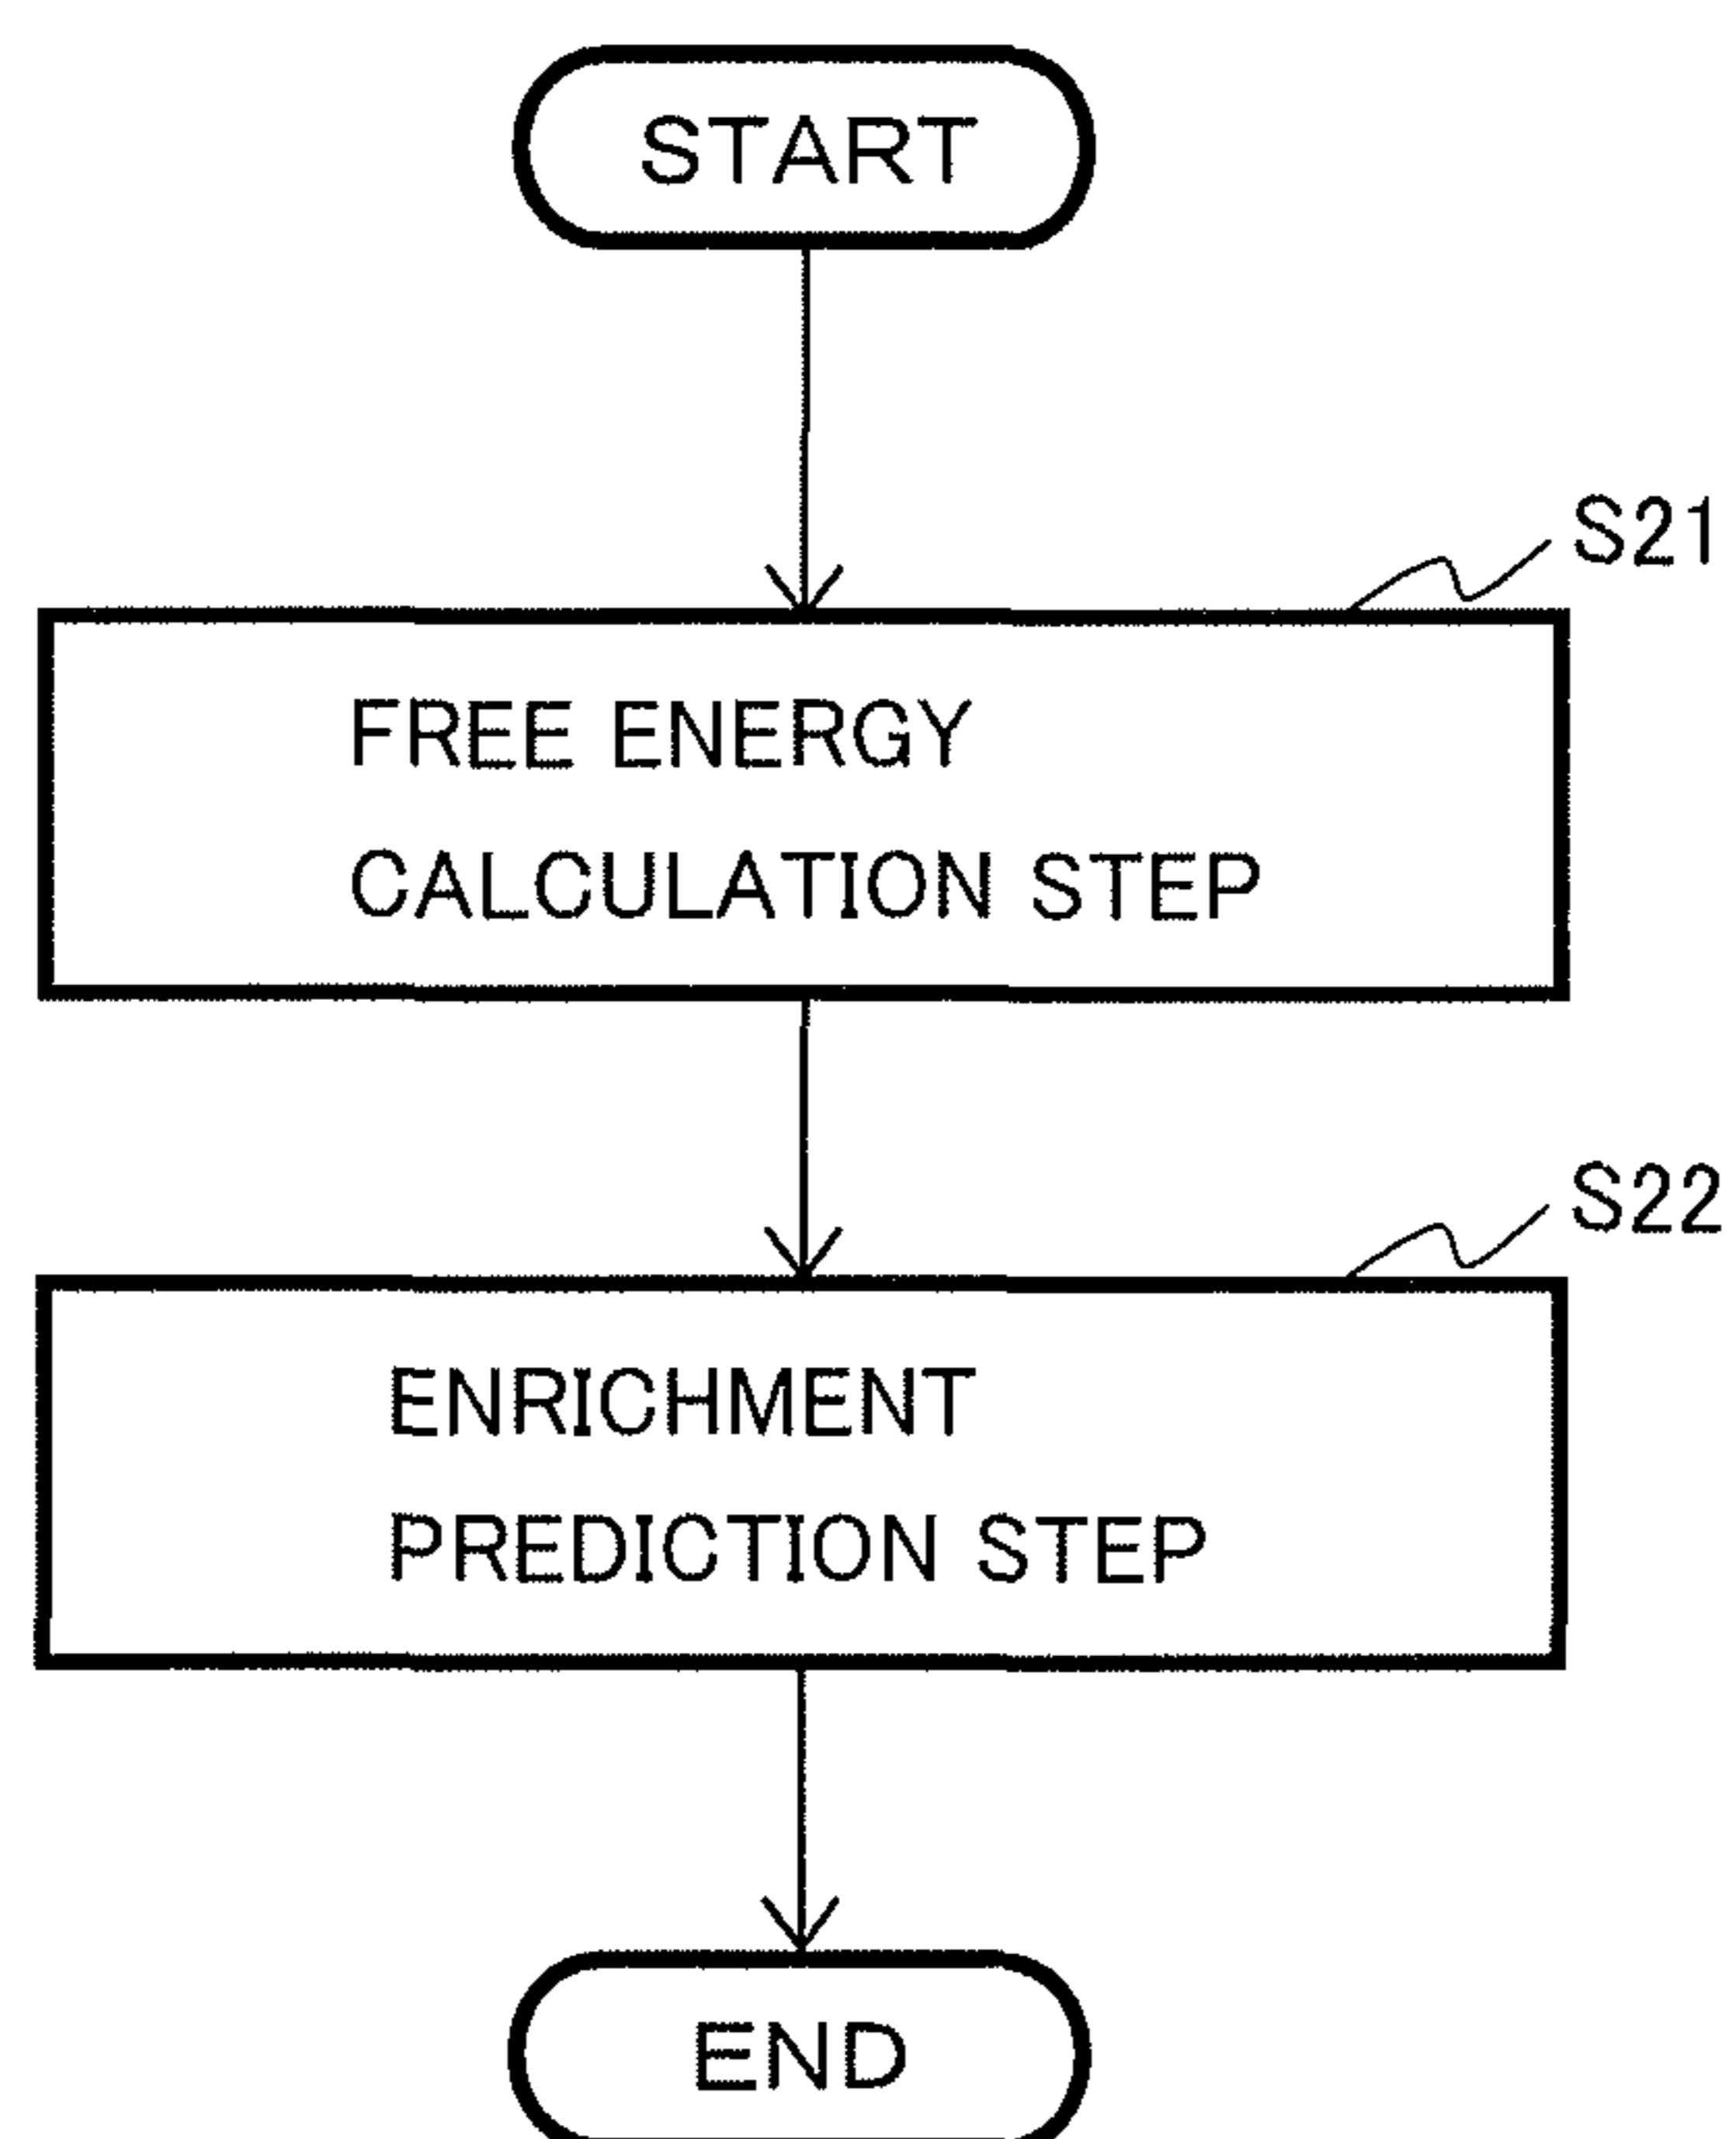 START
S21
FREE ENERGY
CALCULATION STEP
S22
ENRICHMENT
PREDICTION STEP
END